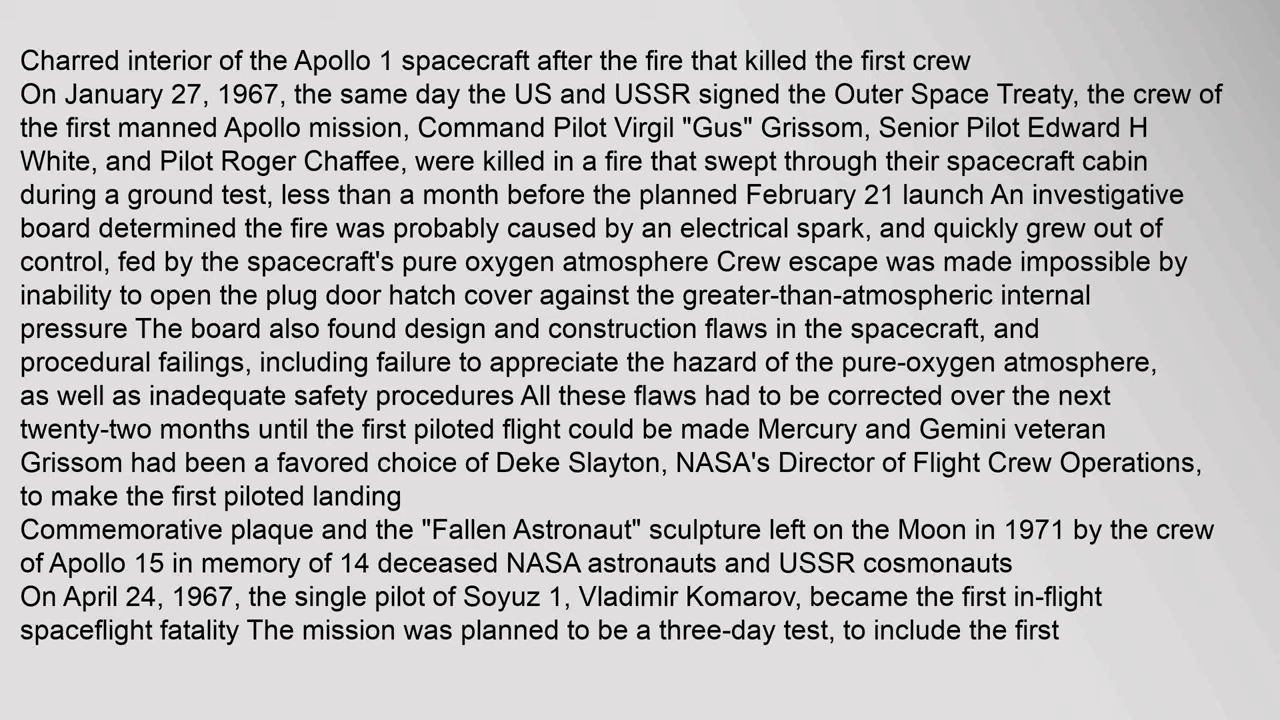 Charred interior of the Apollo 1 spacecraft after the fire that killed the first crew
On January 27, 1967, the same day the US and USSR signed the Outer Space Treaty, the crew of
the first manned Apollo mission, Command Pilot Virgil "Gus" Grissom, Senior Pilot Edward H
White, and Pilot Roger Chaffee, were killed in a fire that swept through their spacecraft cabin
during a ground test, less than a month before the planned February 21 launch An investigative
board determined the fire was probably caused by an electrical spark, and quickly grew out of
control, fed by the spacecraft's pure oxygen atmosphere Crew escape was made impossible by
inability to open the plug door hatch cover against the greater-than-atmospheric internal
pressure The board also found design and construction flaws in the spacecraft, and
procedural failings, including failure to appreciate the hazard of the pure-oxygen atmosphere,
as well as inadequate safety procedures All these flaws had to be corrected over the next
twenty-two months until the first piloted flight could be made Mercury and Gemini veteran
Grissom had been a favored choice of Deke Slayton, NASA's Director of Flight Crew Operations,
to make the first piloted landing
Commemorative plaque and the "Fallen Astronaut" sculpture left on the Moon in 1971 by the crew
of Apollo 15 in memory of 14 deceased NASA astronauts and USSR cosmonauts
On April 24, 1967, the single pilot of Soyuz 1, Vladimir Komarov, became the first in-flight
spaceflight fatality The mission was planned to be a three-day test, to include the first